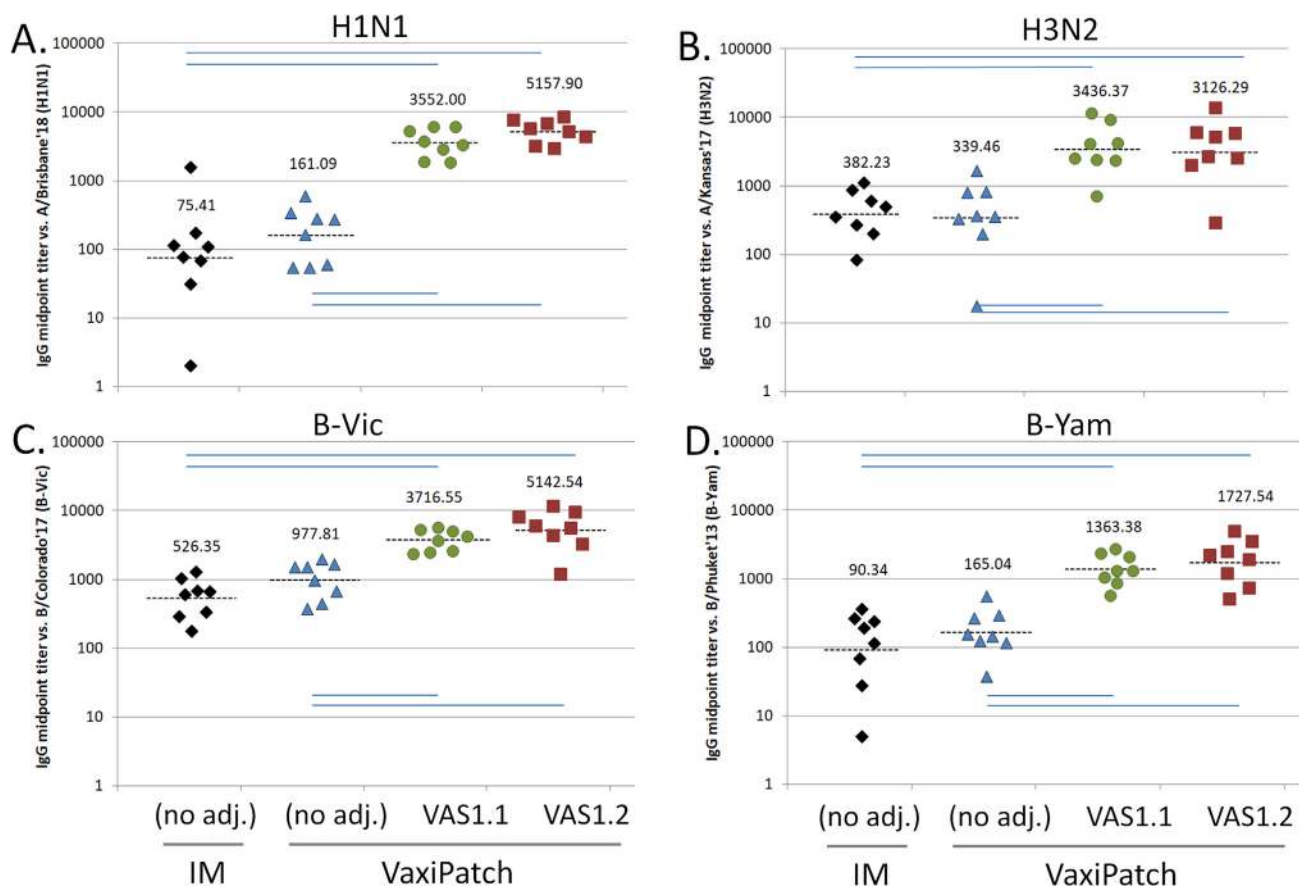 A.
H1N1
IgG midpoint titer vs. A/Brisbane'18 (H1N1)
100000
10000
1000
100
10
1
75.41
161.09
3552.00
5157.90
B.
H3N2
IgG midpoint titer vs. A/Kansas'17 (H3N2)
100000
10000
1000
100
10
1
382.23
339.46
3436.37
3126.29
C.
B-Vic
IgG midpoint titer vs. B/Colorado'17 (B-Vic)
100000
10000
1000
100
10
1
526.35
977.81
3716.55
5142.54
(no adj.) (no adj.) VAS1.1 VAS1.2
IM VaxiPatch
D.
B-Yam
IgG midpoint titer vs. B/Phuket'13 (B-Yam)
100000
10000
1000
100
10
1
90.34
165.04
1363.38
1727.54
(no adj.) (no adj.) VAS1.1 VAS1.2
IM VaxiPatch